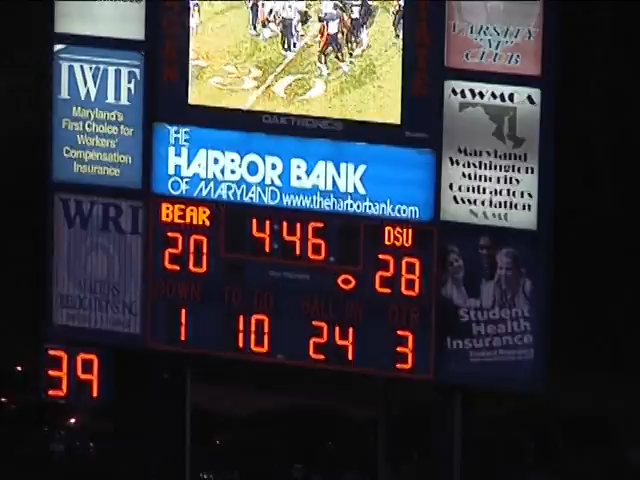 VARSITY
"M"
CLUB
IWIF
Maryland's
First Choice for
Workers'
Compensation
Insurance
DAKTRONICS
THE
HARBOR BANK
OF MARYLAND www.theharborbank.com
MWMCA
Maryland
Washington
Minority
Contractors
Association
WRI
BEAR 4:46 DSU
20 28
DOWN TO GO BALL ON QTR
1 10 24 3
Student
Health
Insurance
39